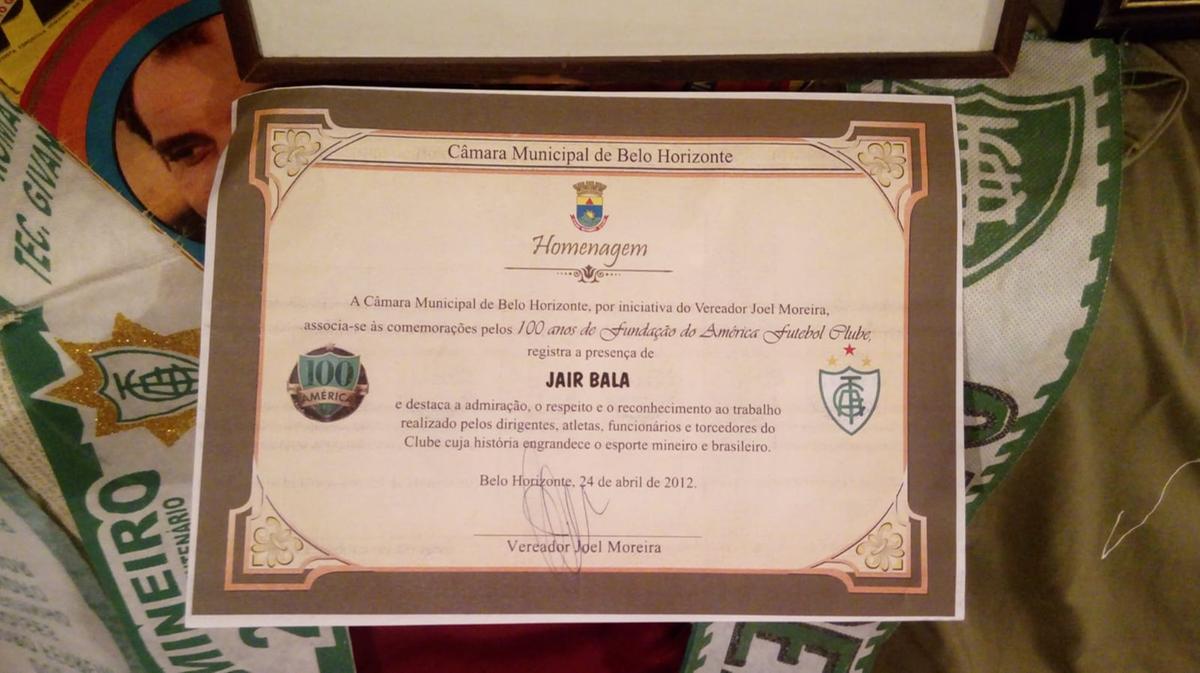 Câmara Municipal de Belo Horizonte
Homenagem
A Câmara Municipal de Belo Horizonte, por iniciativa do Vereador Joel Moreira,
associa-se às comemorações pelos 100 anos de Fundação do América Futebol Clube,
registra a presença de
JAIR BALA
e destaca a admiração, o respeito e o reconhecimento ao trabalho
realizado pelos dirigentes, atletas, funcionários e torcedores do
Clube cuja história engrandece o esporte mineiro e brasileiro.
Belo Horizonte, 24 de abril de 2012.
Vereador Joel Moreira
100
AMÉRICA
TEC. GIVAN
MINEIRO